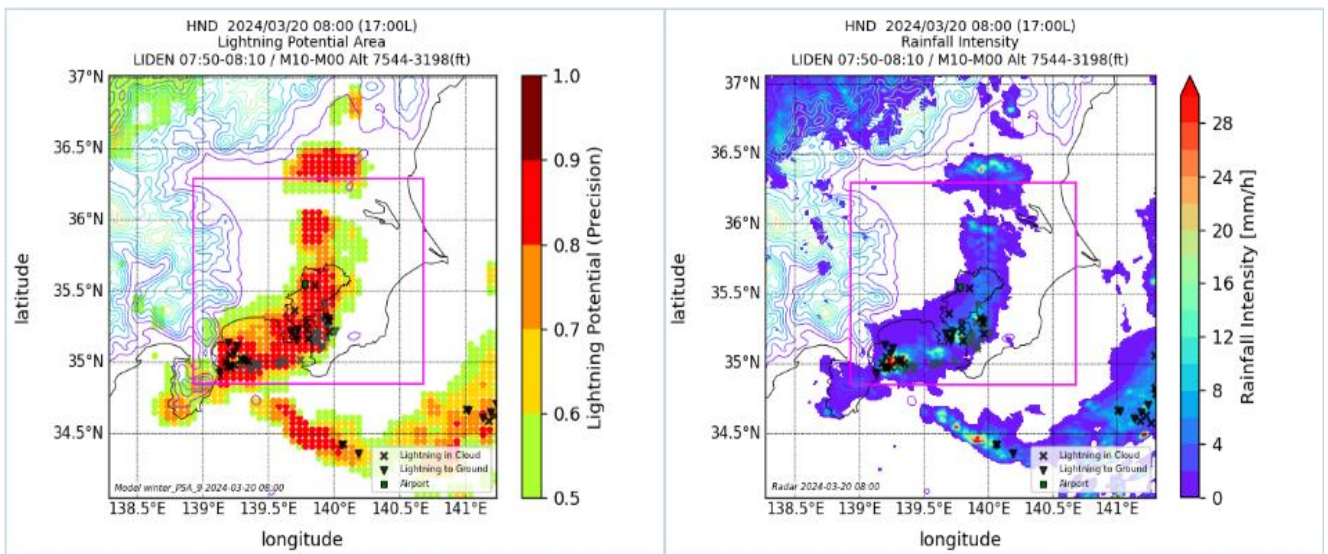 HND 2024/03/20 08:00 (17:00L)
Lightning Potential Area
LIDEN 07:50-08:10 / M10-M00 Alt 7544-3198(ft)
37°N
36.5°N
36°N
35.5°N
35°N
34.5°N
latitude
138.5°E 139°E 139.5°E 140°E 140.5°E 141°E
longitude
Lightning in Cloud
Lightning to Ground
Airport
Model winter_PSA_9 2024-03-20 08:00
1.0
0.9
0.8
0.7
0.6
0.5
Lightning Potential (Precision)
HND 2024/03/20 08:00 (17:00L)
Rainfall Intensity
LIDEN 07:50-08:10 / M10-M00 Alt 7544-3198(ft)
37°N
36.5°N
36°N
35.5°N
35°N
34.5°N
latitude
138.5°E 139°E 139.5°E 140°E 140.5°E 141°E
longitude
Lightning in Cloud
Lightning to Ground
Airport
Radar 2024-03-20 08:00
28
24
20
16
12
8
4
0
Rainfall Intensity [mm/h]